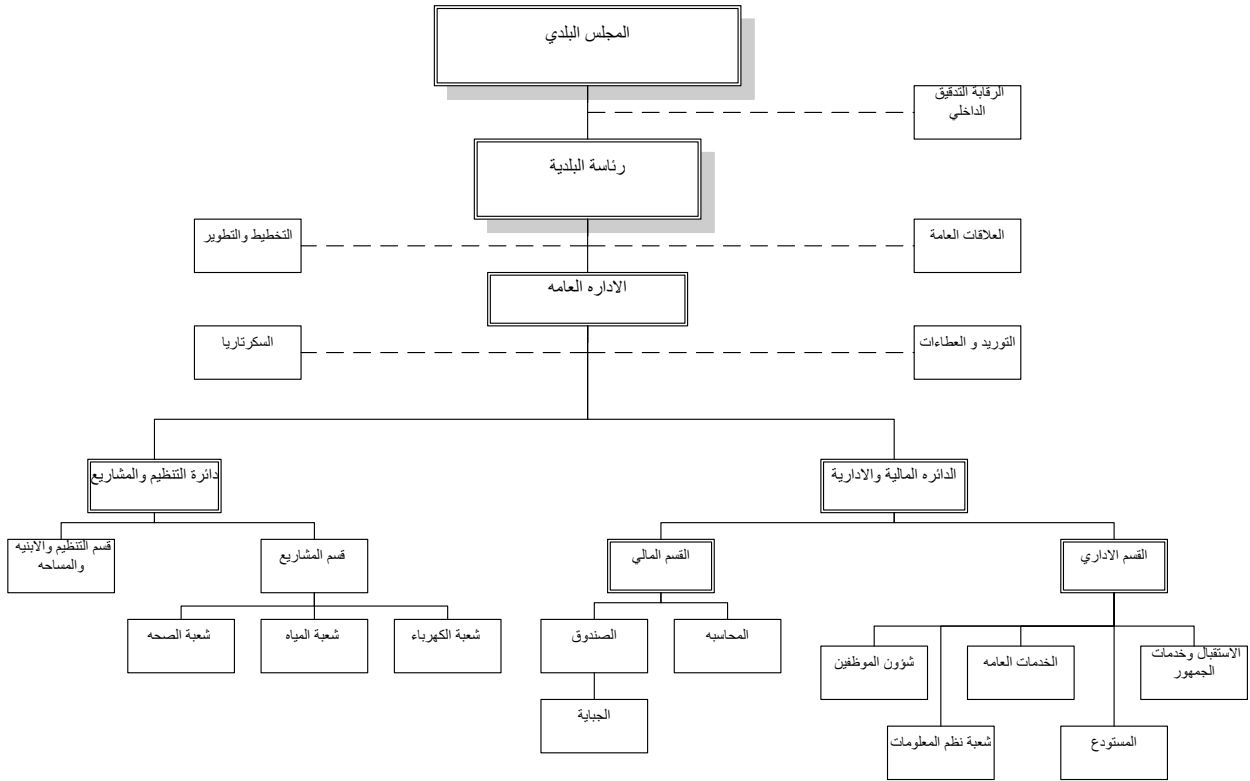 المجلس البلدي
الرقابة التدقيق
الداخلي
رئاسة البلدية
العلاقات العامة
التخطيط والتطوير
الاداره العامه
التوريد و العطاءات
السكرتاريا
الدائره المالية والادارية
دائرة التنظيم والمشاريع
القسم الاداري
القسم المالي
قسم المشاريع
قسم التنظيم والابنيه
والمساحه
الاستقبال وخدمات
الجمهور
الخدمات العامه
شؤون الموظفين
المحاسبه
الصندوق
شعبة الكهرباء
شعبة المياه
شعبة الصحه
المستودع
شعبة نظم المعلومات
الجباية